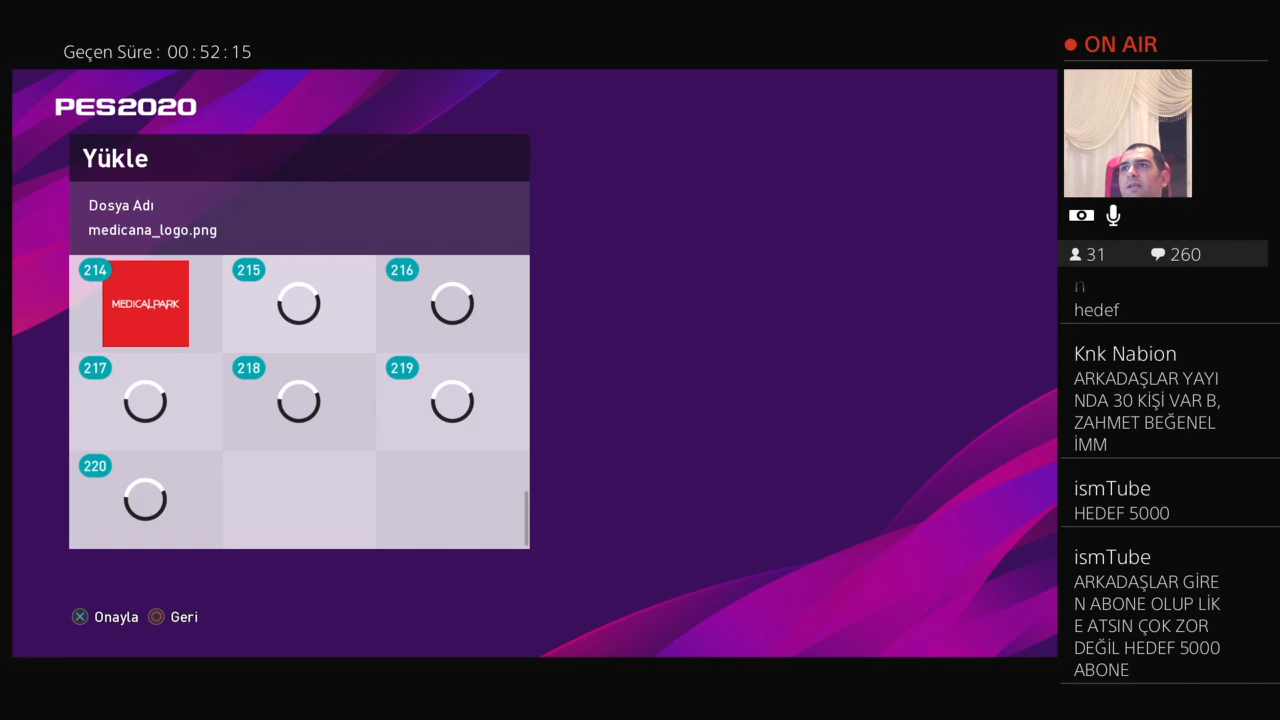 Geçen Süre : 00:52:15
ON AIR
PES2020
Yükle
Dosya Adı
medicana_logo.png
214
MEDICALPARK
215
216
217
218
219
220
Onayla
Geri
31
260
n
hedef
Knk Nabion
ARKADAŞLAR YAYI
NDA 30 KİŞİ VAR B,
ZAHMET BEĞENEL
İMM
ismTube
HEDEF 5000
ismTube
ARKADAŞLAR GİRE
N ABONE OLUP LİK
E ATSIN ÇOK ZOR
DEĞİL HEDEF 5000
ABONE